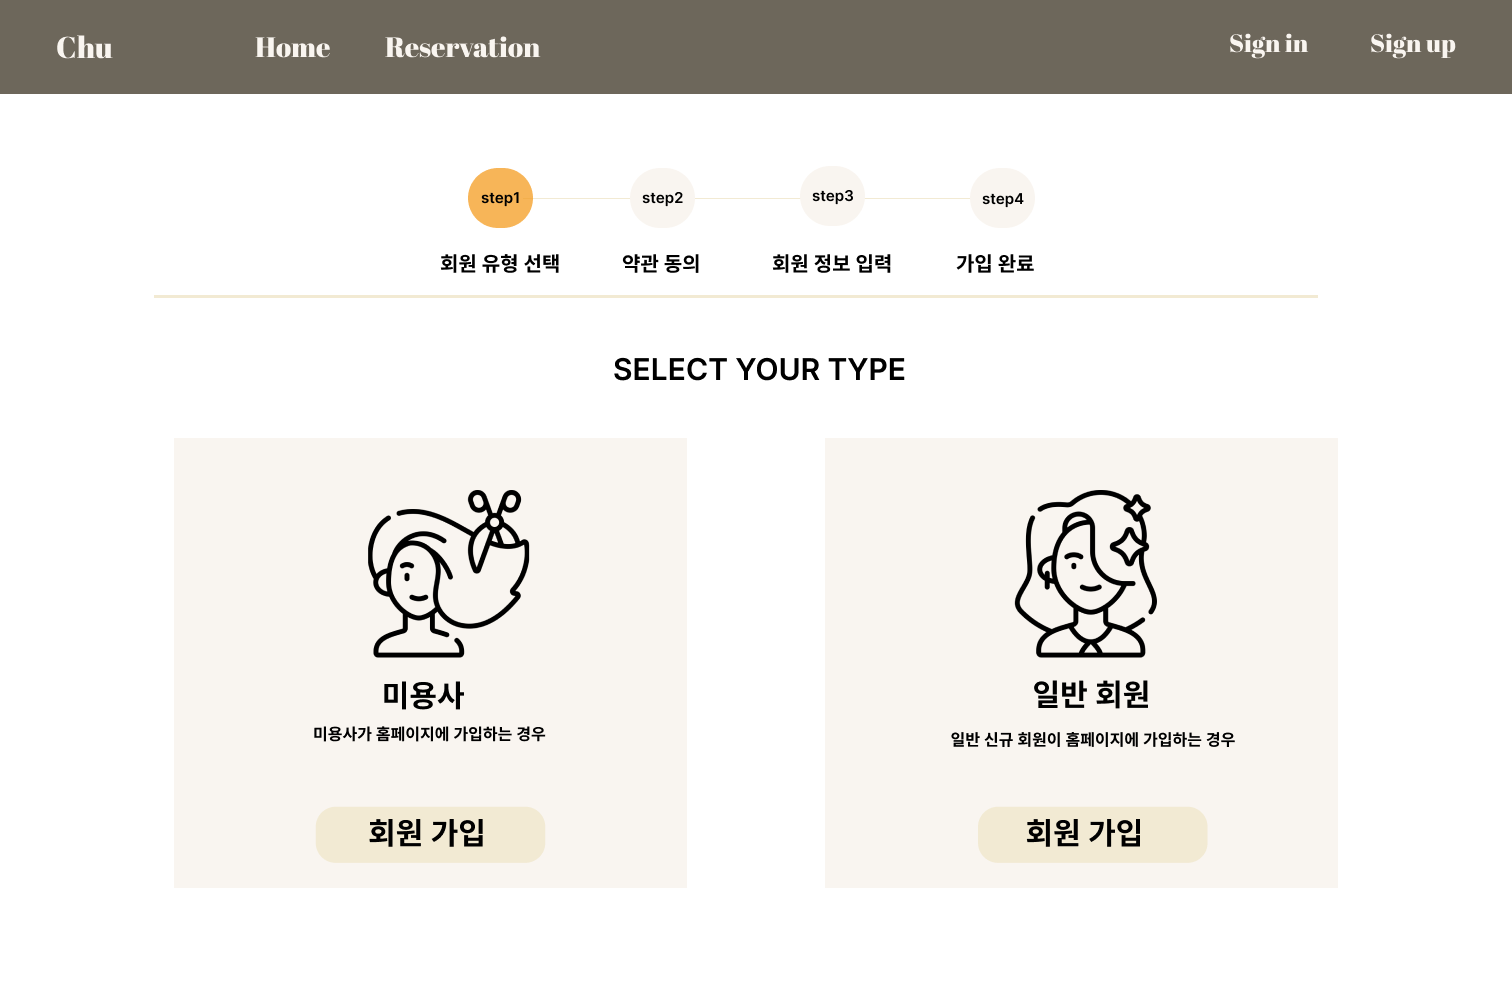 Chu Home Reservation Sign in Sign up
step1 step2 step3 step4
회원 유형 선택 약관 동의 회원 정보 입력 가입 완료
SELECT YOUR TYPE
미용사
미용사가 홈페이지에 가입하는 경우
회원 가입
일반 회원
일반 신규 회원이 홈페이지에 가입하는 경우
회원 가입